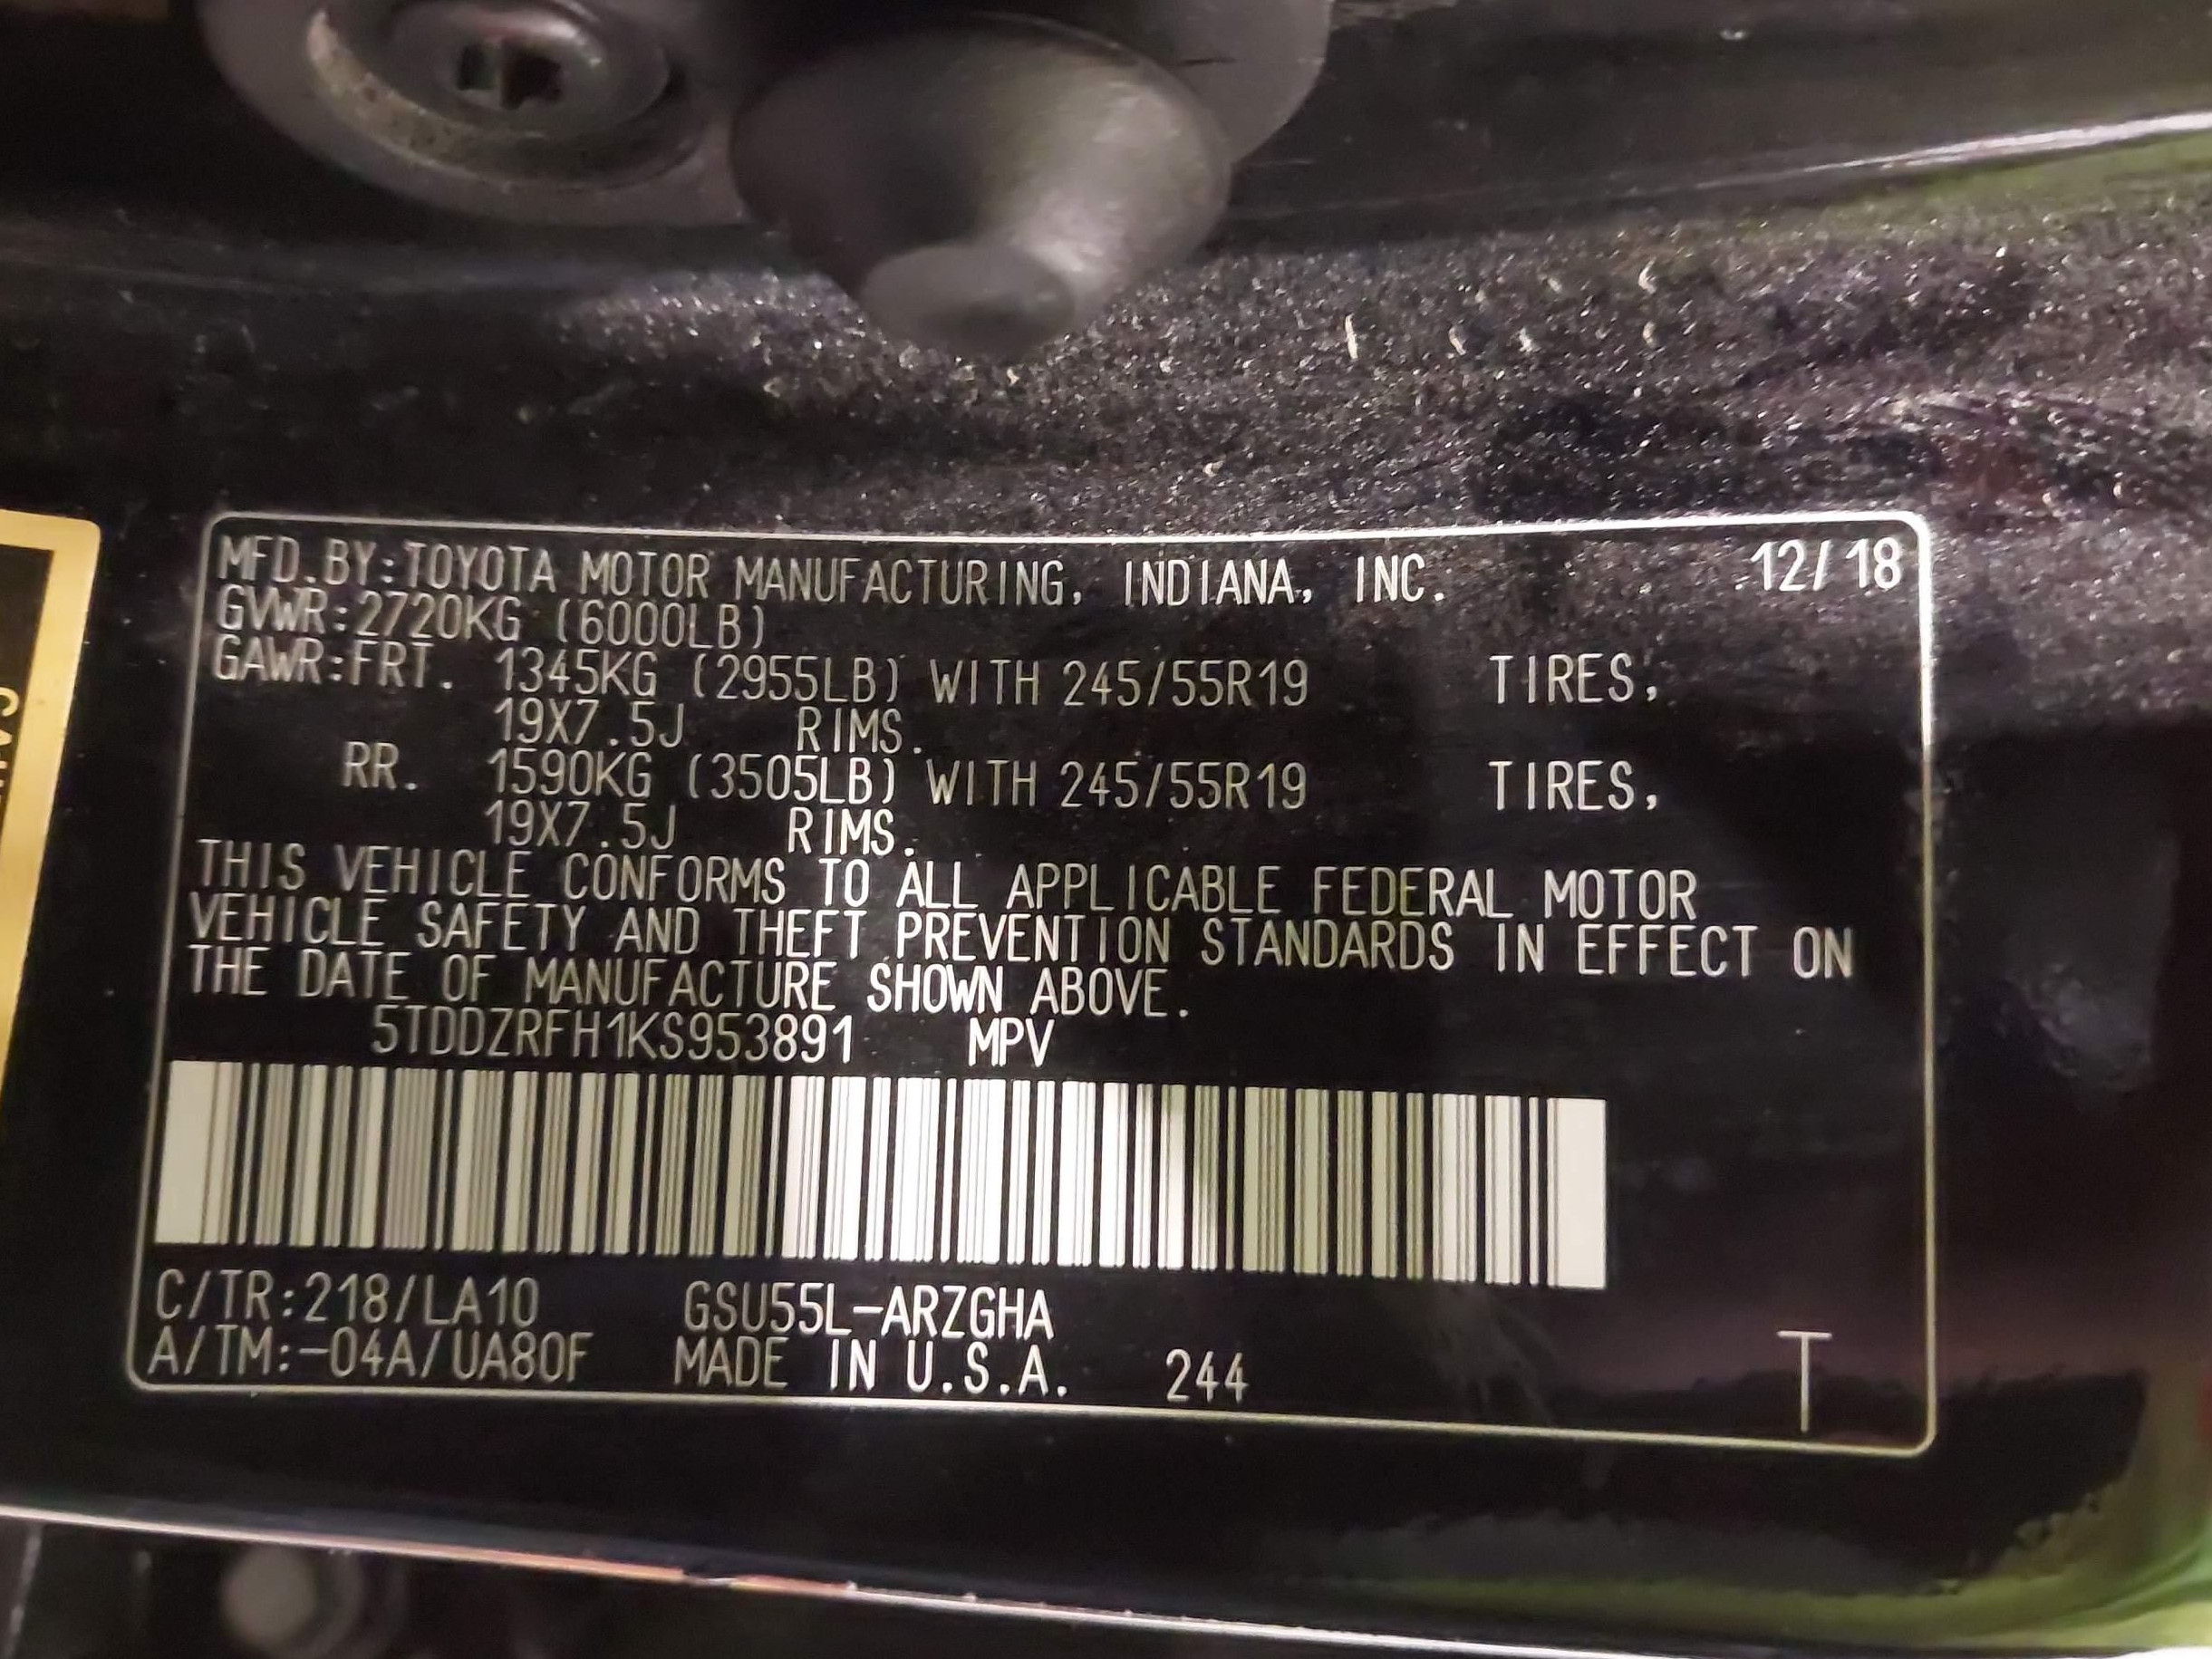 MFD.BY:TOYOTA MOTOR MANUFACTURING, INDIANA, INC. 12/18
GVWR:2720KG (6000LB)
GAWR:FRT. 1345KG (2955LB) WITH 245/55R19 TIRES,
19X7.5J RIMS.
RR. 1590KG (3505LB) WITH 245/55R19 TIRES,
19X7.5J RIMS.
THIS VEHICLE CONFORMS TO ALL APPLICABLE FEDERAL MOTOR
VEHICLE SAFETY AND THEFT PREVENTION STANDARDS IN EFFECT ON
THE DATE OF MANUFACTURE SHOWN ABOVE.
5TDDZRFH1KS953891 MPV
C/TR:218/LA10 GSU55L-ARZGHA
A/TM:-04A/UA80F MADE IN U.S.A. 244
T